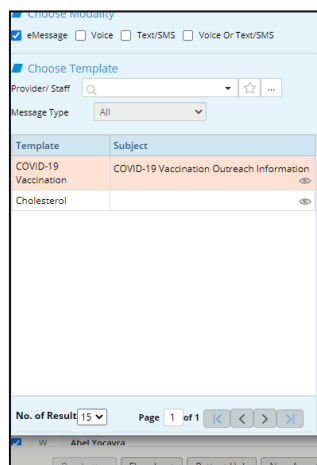 Choose Modality
eMessage Voice Text/SMS Voice Or Text/SMS
Choose Template
Provider/ Staff ...
Message Type All
Template Subject
COVID-19 Vaccination COVID-19 Vaccination Outreach Information
Cholesterol
No. of Result 15 Page 1 of 1
W Abel Yocavra